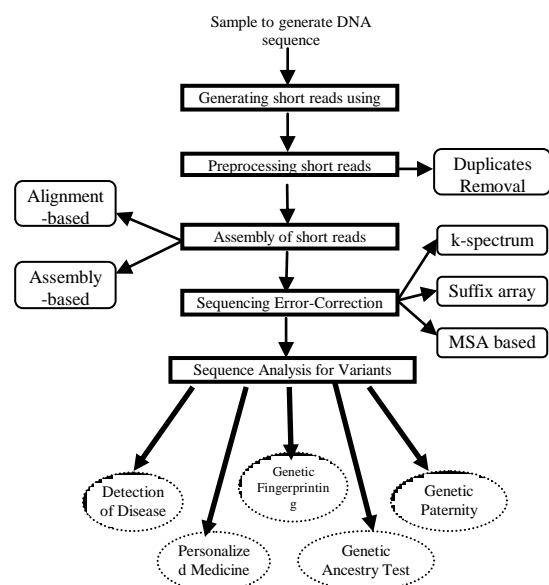 Sample to generate DNA
sequence
Generating short reads using
Preprocessing short reads
Duplicates
Removal
Alignment
-based
Assembly of short reads
k-spectrum
Assembly
-based
Sequencing Error-Correction
Suffix array
MSA based
Sequence Analysis for Variants
Detection
of Disease
Genetic
Fingerprintin
g
Genetic
Paternity
Personalize
d Medicine
Genetic
Ancestry Test